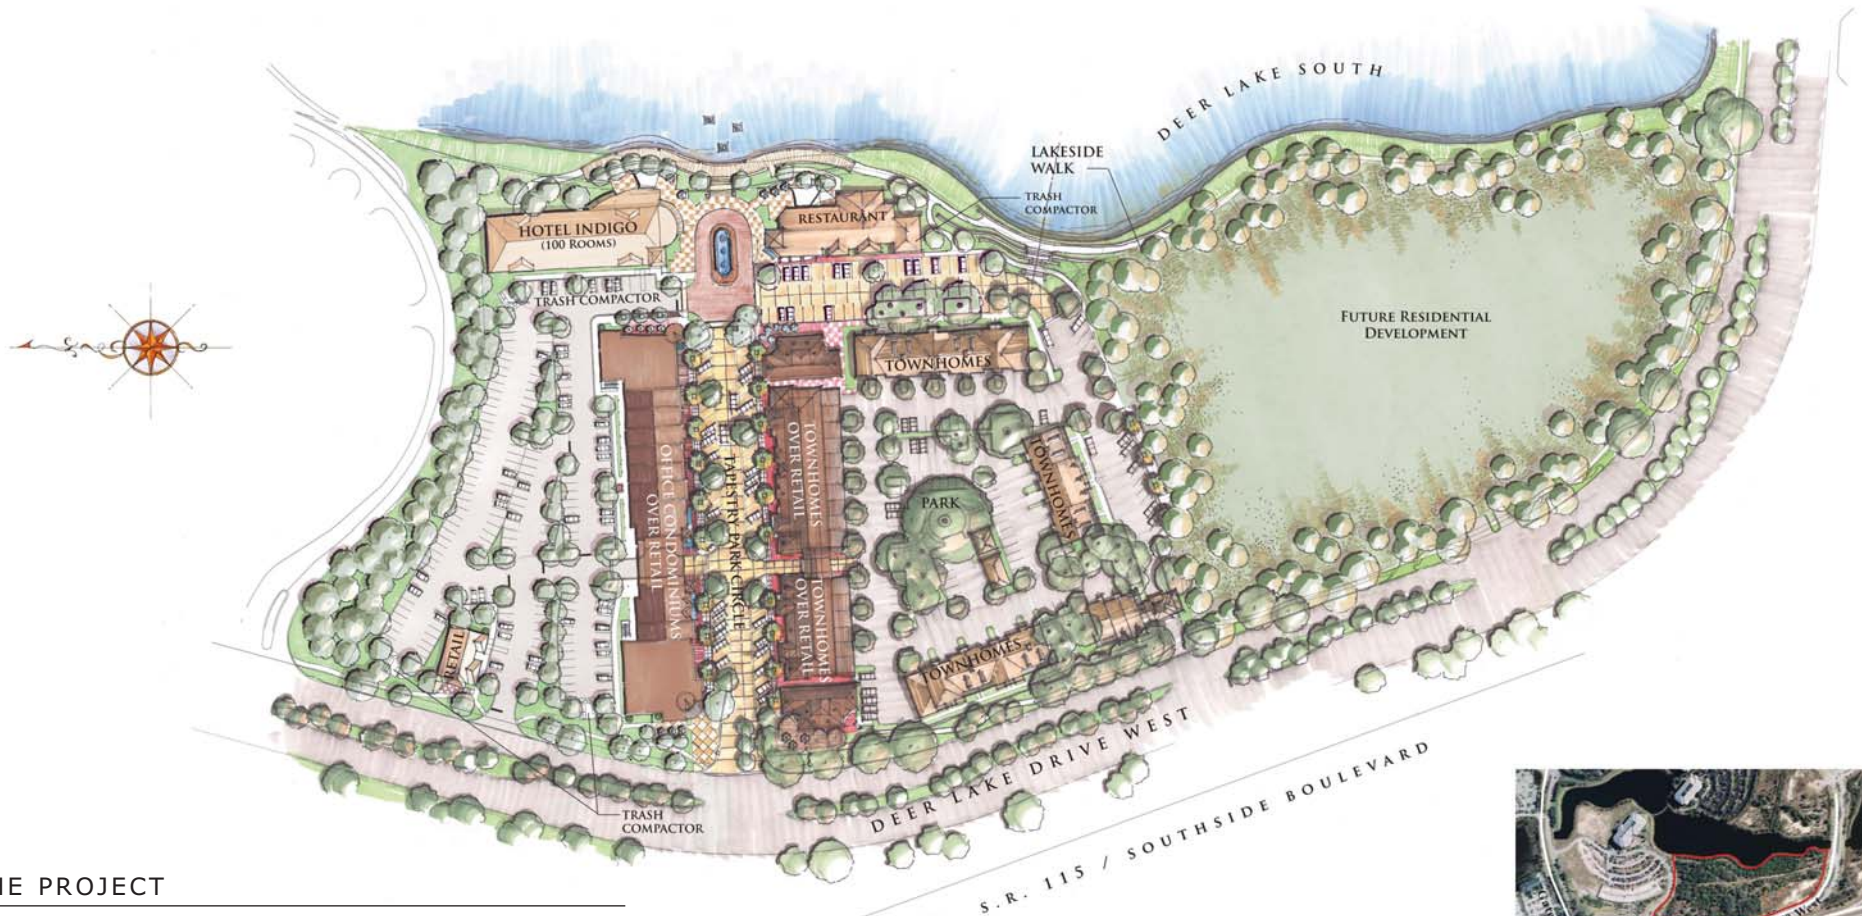 DEER LAKE SOUTH
LAKESIDE
WALK
TRASH
COMPACTOR
RESTAURANT
HOTEL INDIGO
(100 ROOMS)
TRASH COMPACTOR
FUTURE RESIDENTIAL
DEVELOPMENT
TOWNHOMES
TOWNHOMES
OVER RETAIL
OFFICE CONDOMINIUMS
OVER RETAIL
TAPESTRY PARK CIRCLE
TOWNHOMES
PARK
TOWNHOMES
OVER RETAIL
RETAIL
TOWNHOMES
DEER LAKE DRIVE WEST
S.R. 115 / SOUTHSIDE BOULEVARD
TRASH
COMPACTOR
PROJECT
West